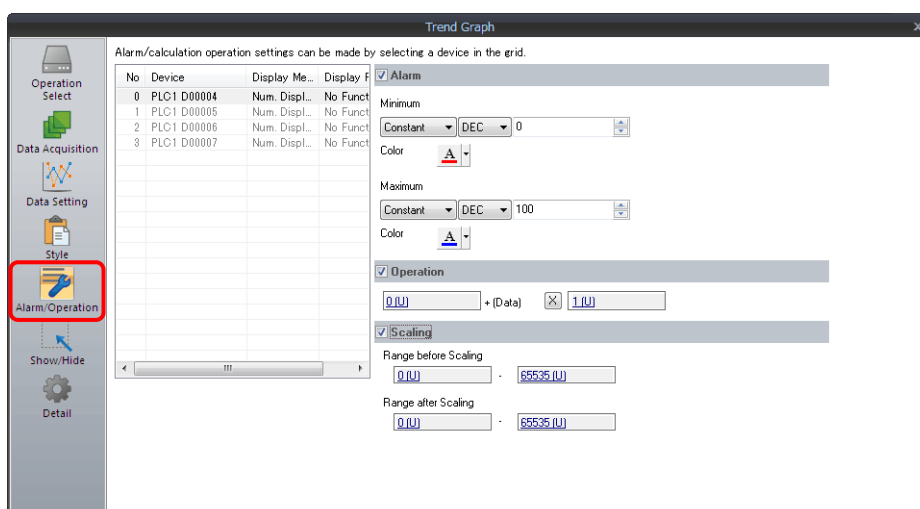 Trend Graph
x
Operation
Select
Data Acquisition
Data Setting
Style
Alarm/Operation
Show/Hide
Detail
Alarm/calculation operation settings can be made by selecting a device in the grid.
No Device Display Me... Display F
0 PLC1 D00004 Num. Displ... No Funct
1 PLC1 D00005 Num. Displ... No Funct
2 PLC1 D00006 Num. Displ... No Funct
3 PLC1 D00007 Num. Displ... No Funct
Alarm
Minimum
Constant DEC 0
Color A
Maximum
Constant DEC 100
Color A
Operation
0 (U) + (Data) X 1 (U)
Scaling
Range before Scaling
0 (U) - 65535 (U)
Range after Scaling
0 (U) - 65535 (U)